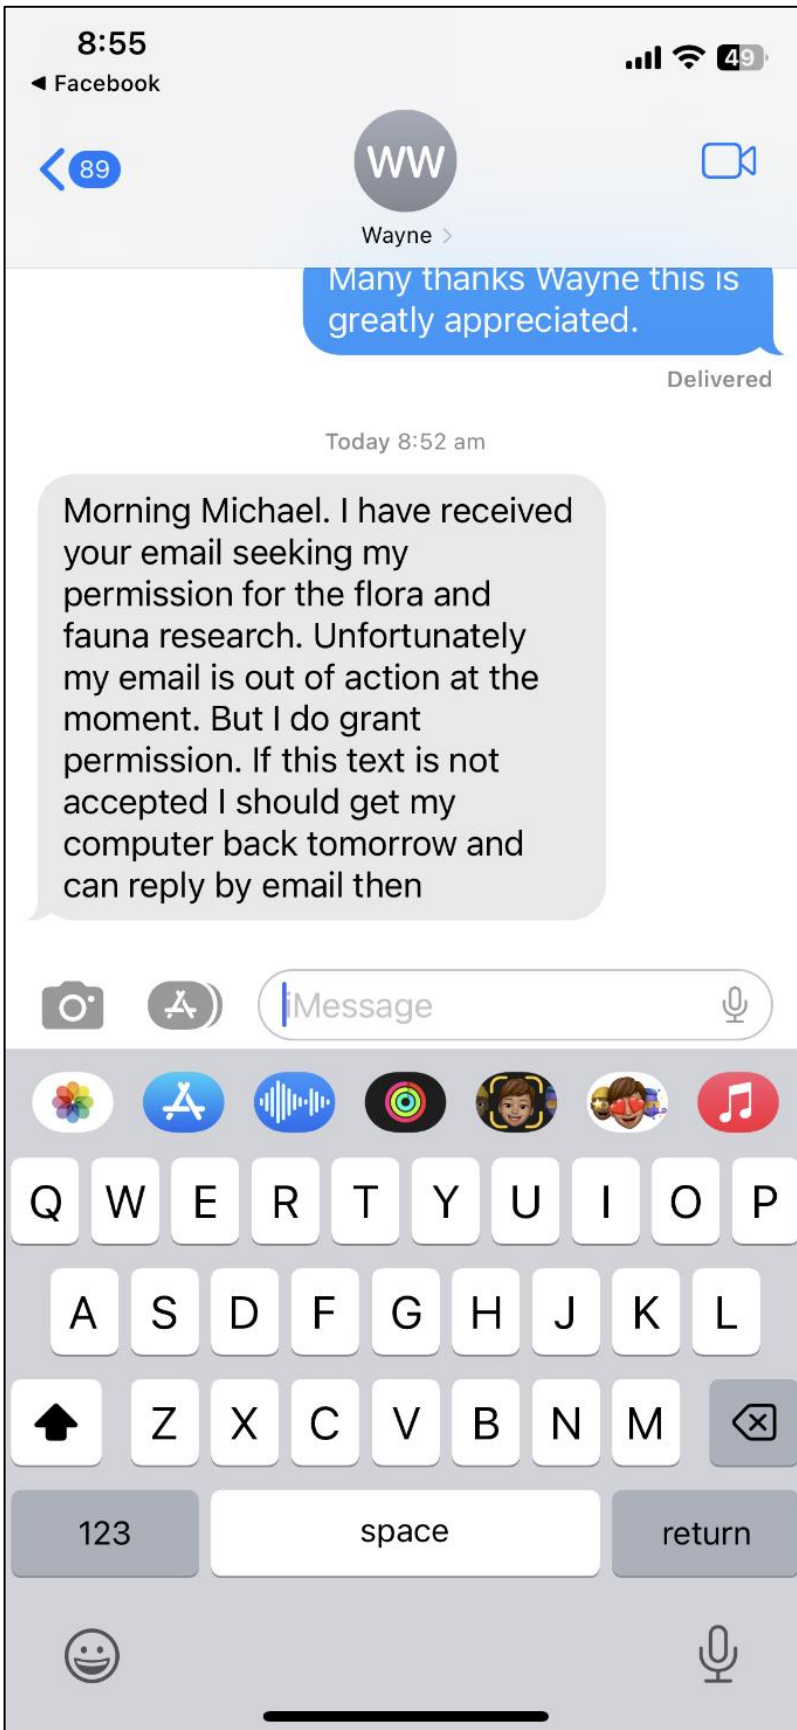 8:55
49
◀ Facebook
89
WW
Wayne >
Many thanks Wayne this is
greatly appreciated.
Delivered
Today 8:52 am
Morning Michael. I have received
your email seeking my
permission for the flora and
fauna research. Unfortunately
my email is out of action at the
moment. But I do grant
permission. If this text is not
accepted I should get my
computer back tomorrow and
can reply by email then
iMessage
Q W E R T Y U I O P
A S D F G H J K L
Z X C V B N M
123 space return